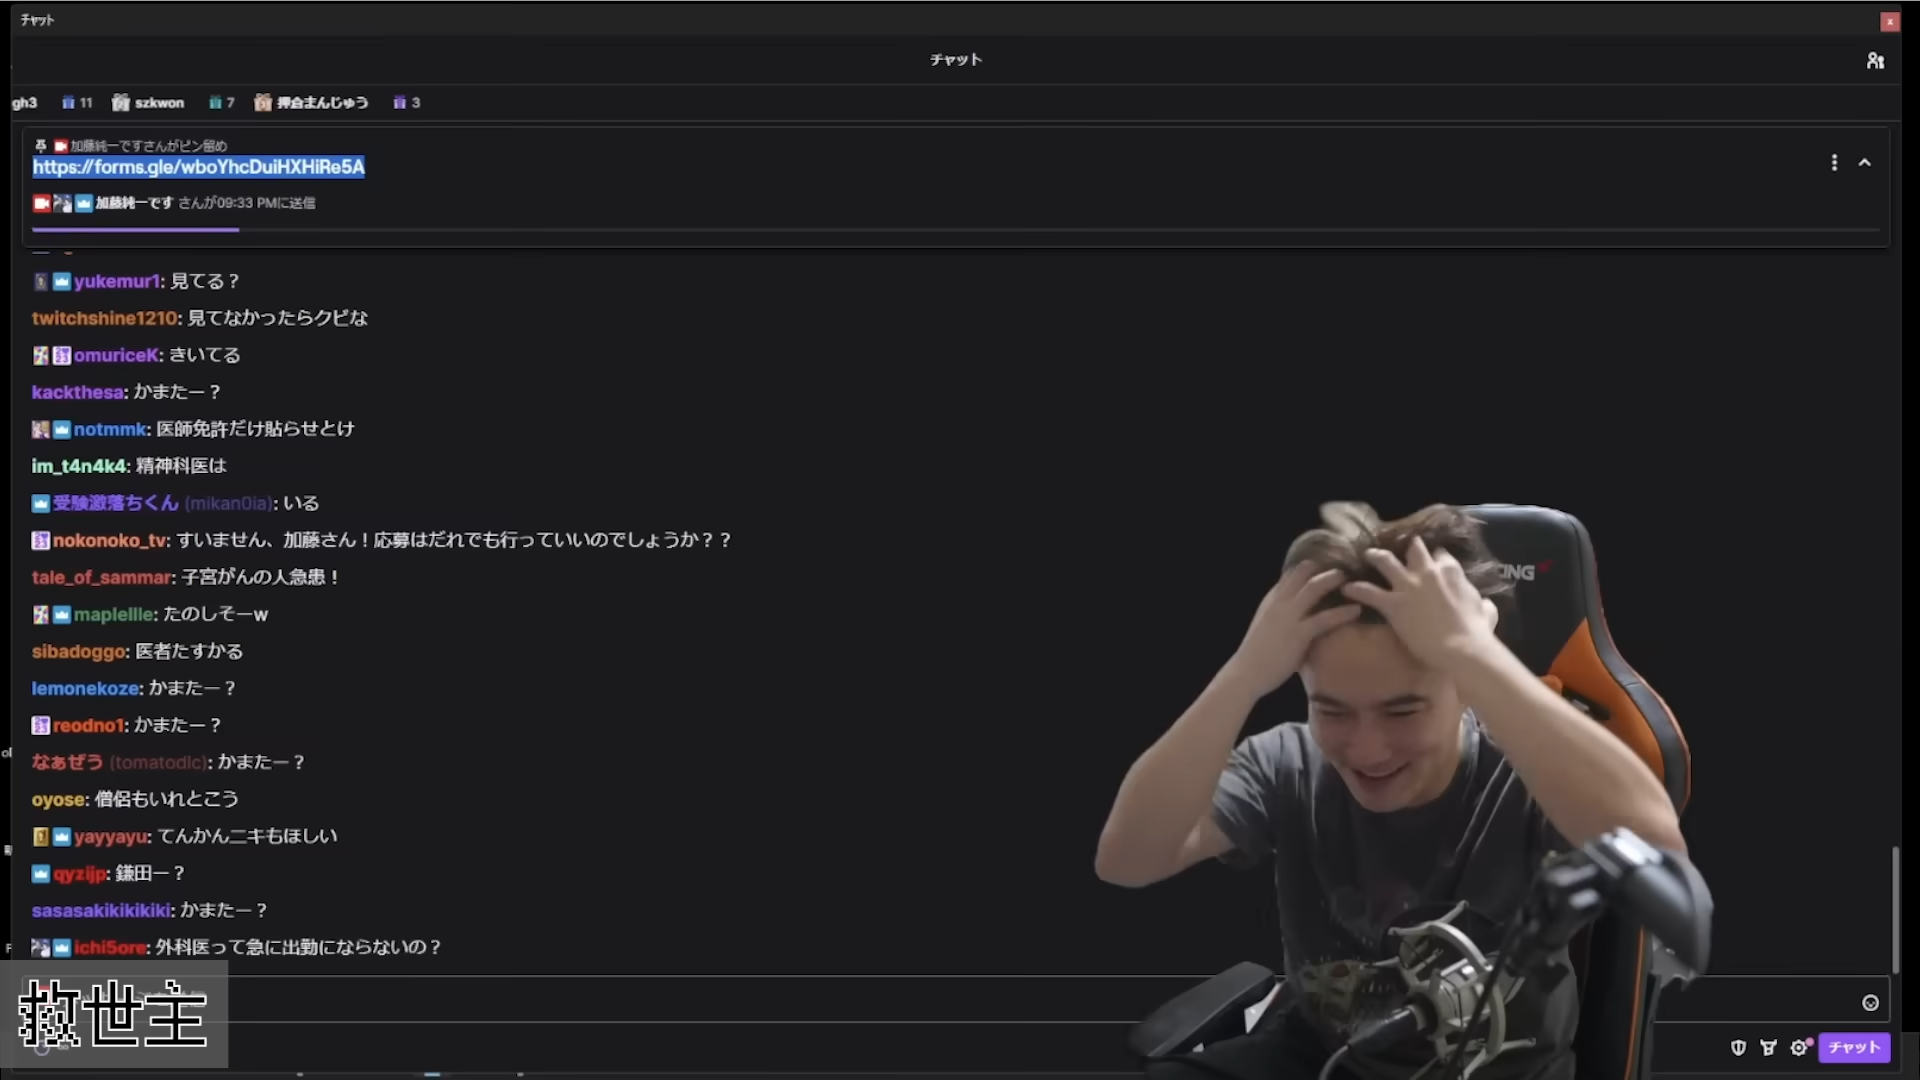 チャット
チャット
gh3 11 szkwon 7 押倉まんじゅう 3
加藤純一ですさんがピン留め
https://forms.gle/wboYhcDuiHXHiRe5A
加藤純一です さんが09:33 PMに送信
yukemur1: 見てる？
twitchshine1210: 見てなかったらクビな
omuriceK: きいてる
kackthesa: かまたー？
notmmk: 医師免許だけ貼らせとけ
im_t4n4k4: 精神科医は
受験激落ちくん (mikan0ia): いる
nokonoko_tv: すいません、加藤さん！応募はだれでも行っていいのでしょうか？？
tale_of_sammar: 子宮がんの人急患！
maplellle: たのしそーw
sibadoggo: 医者たすかる
lemonekoze: かまたー？
reodno1: かまたー？
なぁぜう (tomatodlc): かまたー？
oyose: 僧侶もいれとこう
yayyayu: てんかんニキもほしい
qyzijp: 鎌田ー？
sasasakikikikiki: かまたー？
ichi5ore: 外科医って急に出勤にならないの？
救世主
チャット